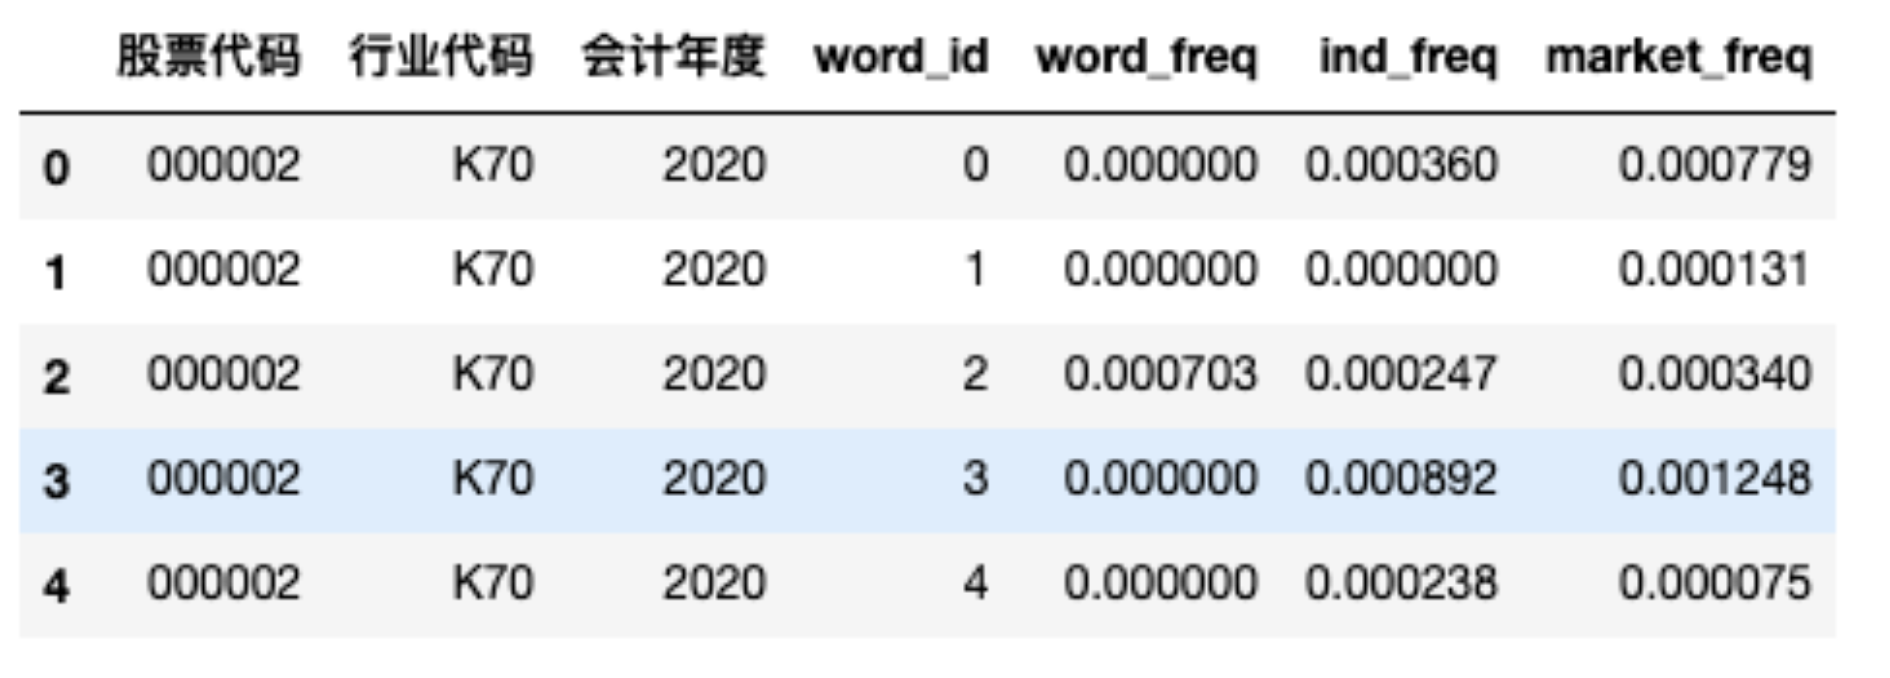 股票代码 行业代码 会计年度 word_id word_freq ind_freq market_freq
0 000002 K70 2020 0 0.000000 0.000360 0.000779
1 000002 K70 2020 1 0.000000 0.000000 0.000131
2 000002 K70 2020 2 0.000703 0.000247 0.000340
3 000002 K70 2020 3 0.000000 0.000892 0.001248
4 000002 K70 2020 4 0.000000 0.000238 0.000075